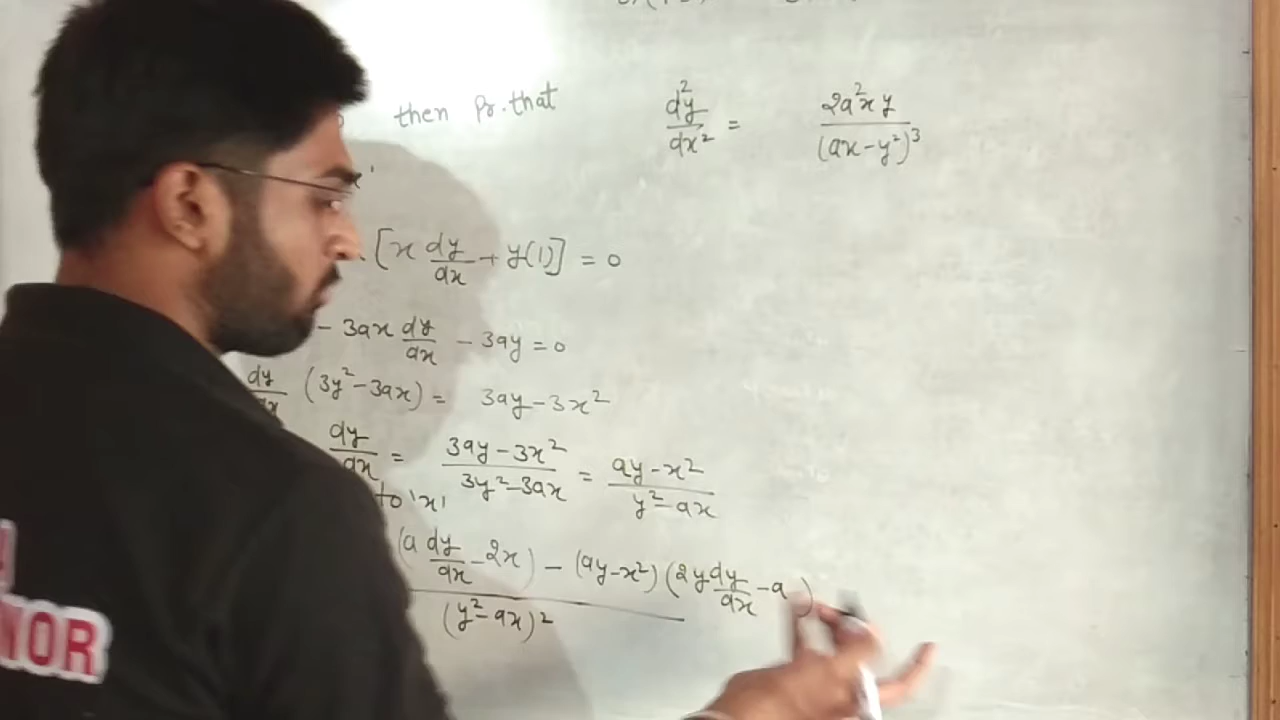 then Pr. that d²y/dx² = 2a²xy/(ax-y²)³
[x dy/dx + y(1)] = 0
- 3ax dy/dx - 3ay = 0
dy/dx (3y²-3ax) = 3ay-3x²
dy/dx = 3ay-3x²/3y²-3ax = ay-x²/y²-ax
to 'x'
(a dy/dx - 2x) - (ay-x²)(2y dy/dx - a)
(y²-ax)²
NOR